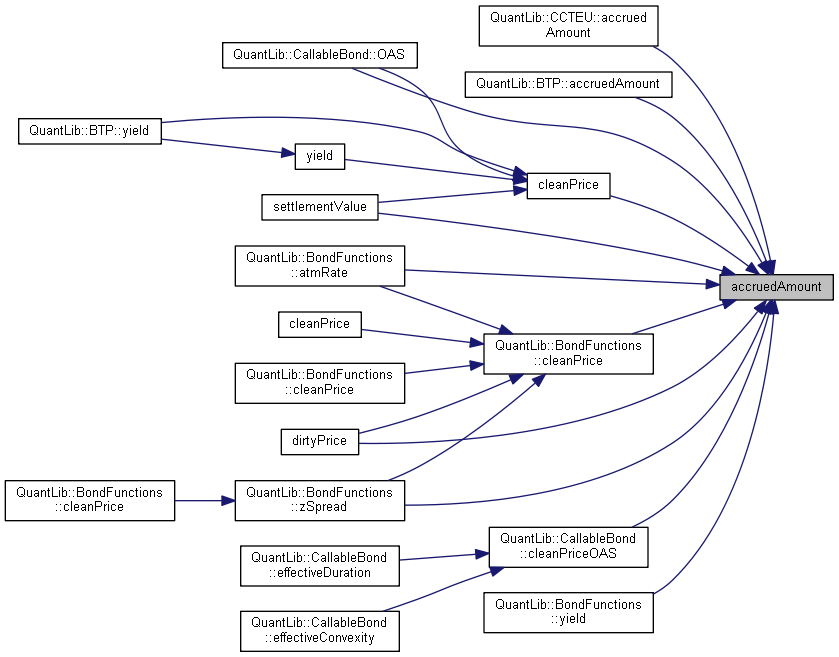 QuantLib::CCTEU::accrued
Amount
QuantLib::CallableBond::OAS
QuantLib::BTP::accruedAmount
QuantLib::BTP::yield
yield
cleanPrice
settlementValue
QuantLib::BondFunctions
::atmRate
accruedAmount
cleanPrice
QuantLib::BondFunctions
::cleanPrice
QuantLib::BondFunctions
::cleanPrice
dirtyPrice
QuantLib::BondFunctions
::cleanPrice
QuantLib::BondFunctions
::zSpread
QuantLib::CallableBond
::cleanPriceOAS
QuantLib::CallableBond
::effectiveDuration
QuantLib::BondFunctions
::yield
QuantLib::CallableBond
::effectiveConvexity